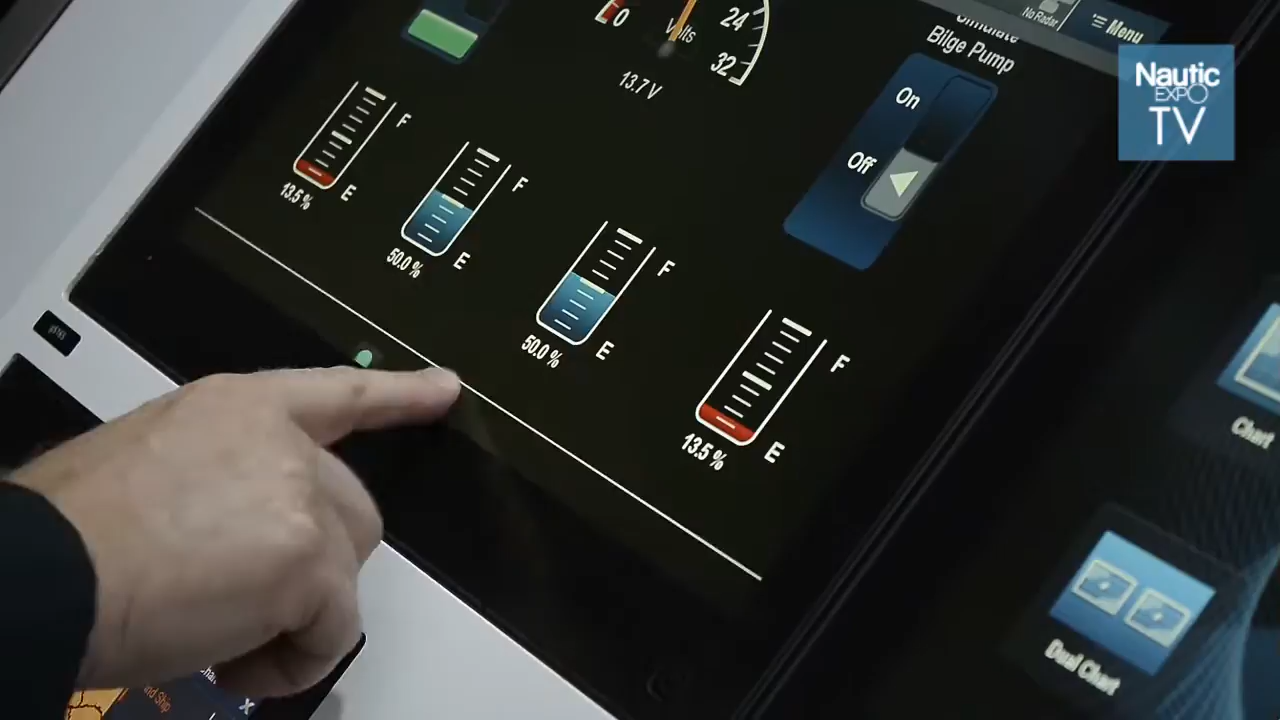 No Radar
Menu
Nautic
EXPO
TV
0
Volts
24
32
13.7 V
Bilge Pump
On
Off
F
E
13.5 %
F
E
50.0 %
F
E
50.0 %
F
E
13.5 %
Chart
Dual Chart
X